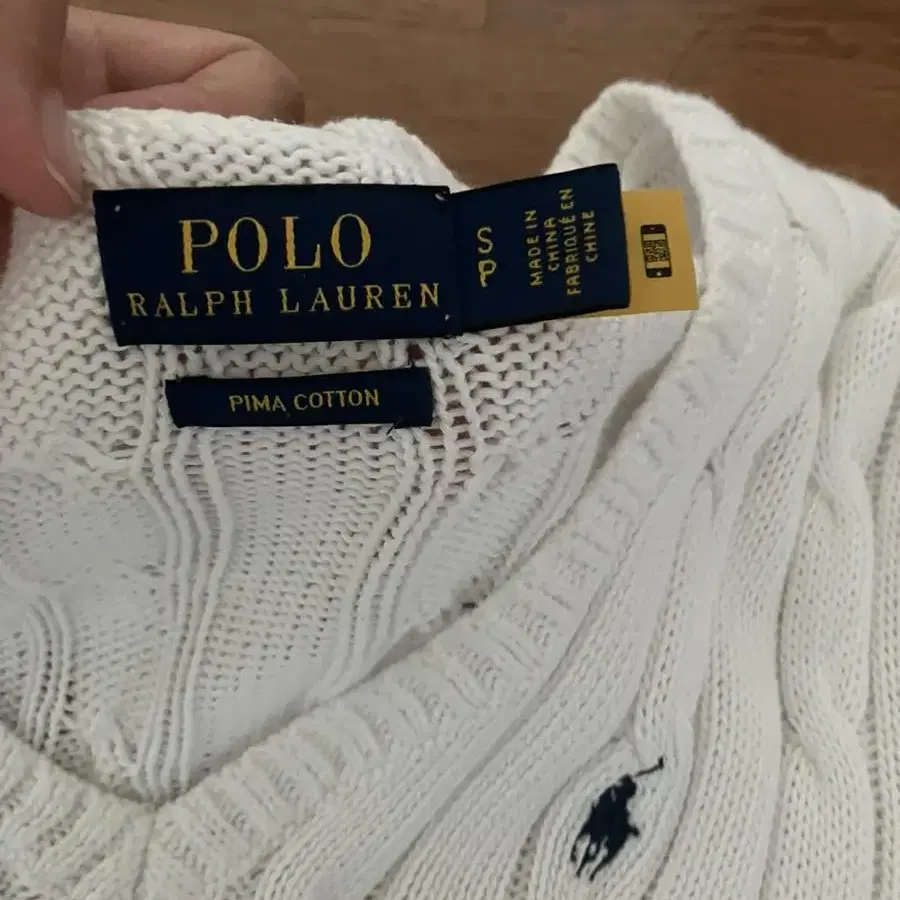 POLO
RALPH LAUREN
S
P
MADE IN
CHINA
FABRIQUÉ EN
CHINE
PIMA COTTON